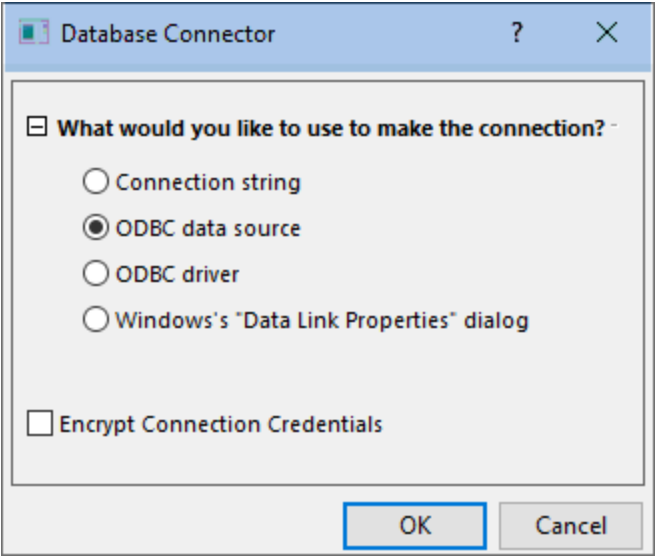 Database Connector ?
What would you like to use to make the connection?
Connection string
ODBC data source
ODBC driver
Windows's "Data Link Properties" dialog
Encrypt Connection Credentials
OK Cancel